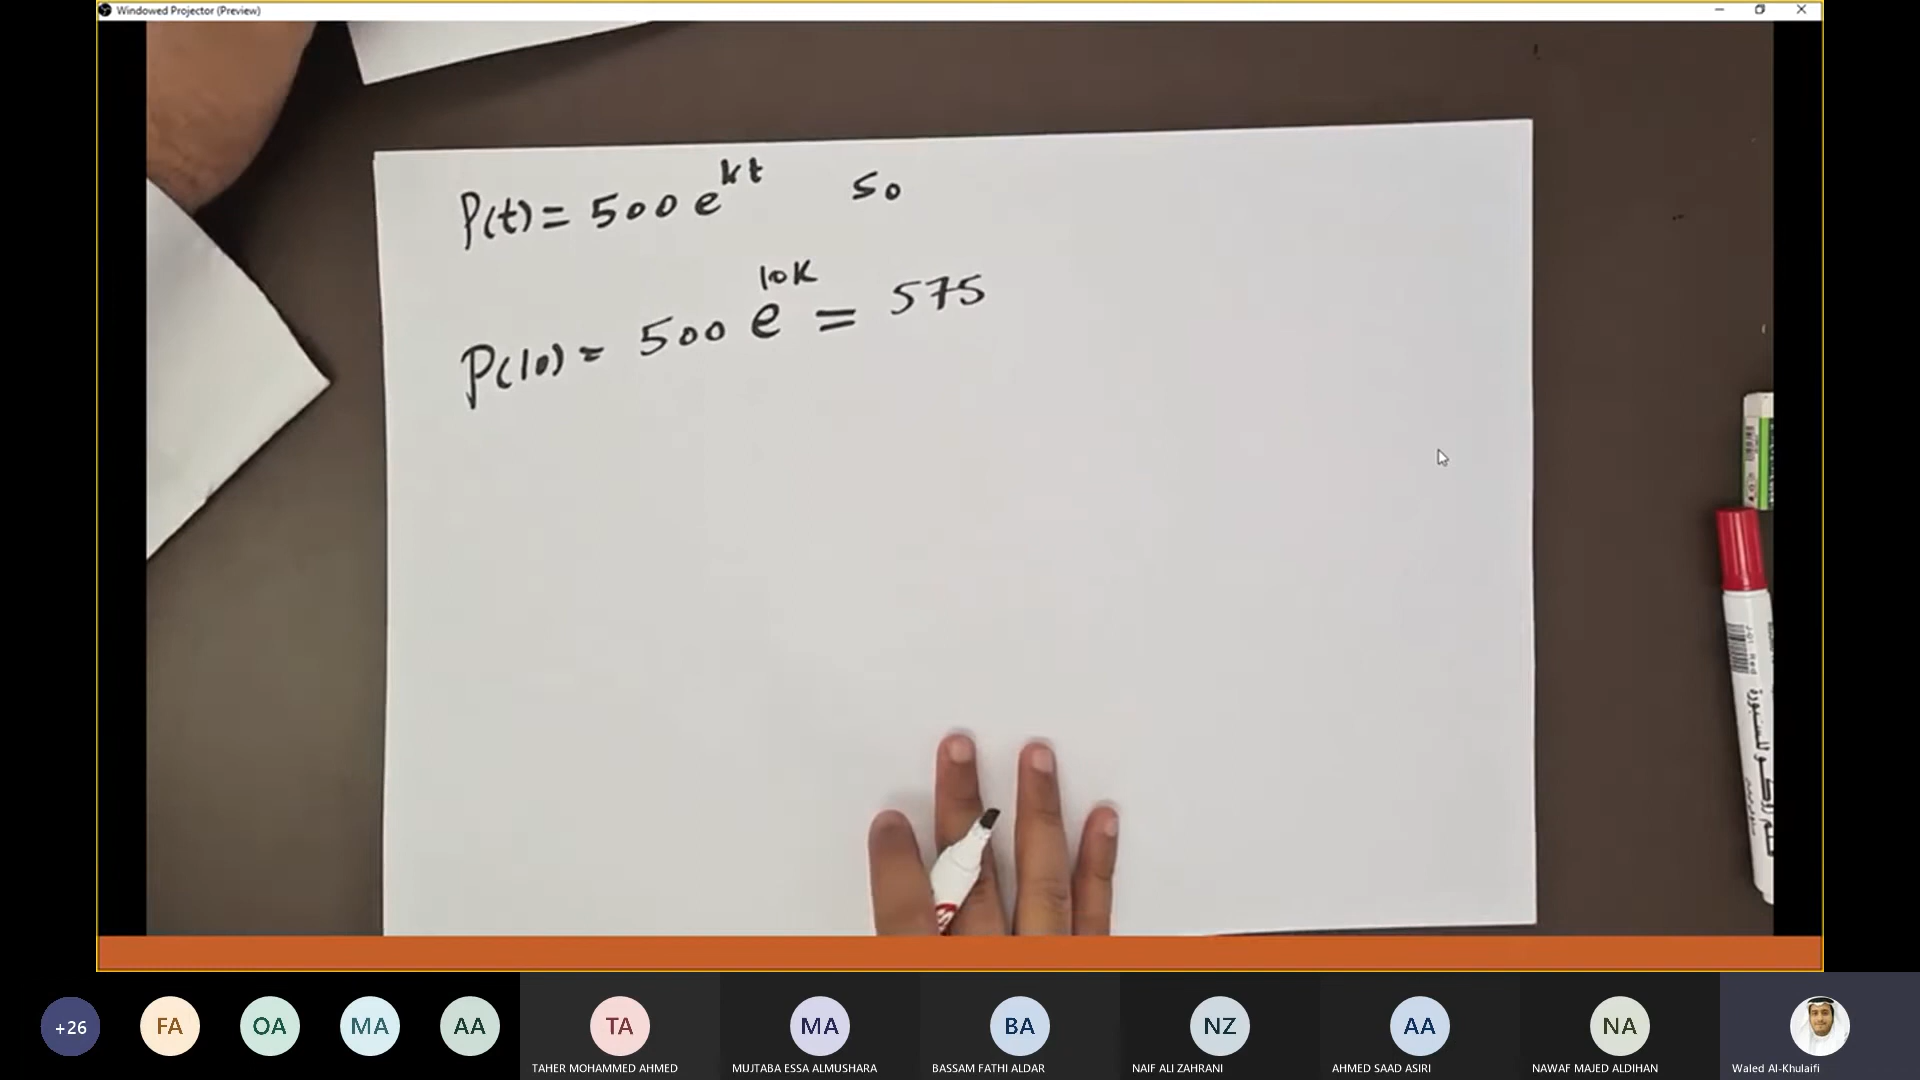 Windowed Projector (Preview)
P(t) = 500 e^kt so
P(10) = 500 e^10k = 575
+26
FA
OA
MA
AA
TA
MA
BA
NZ
AA
NA
TAHER MOHAMMED AHMED
MUJTABA ESSA ALMUSHARA
BASSAM FATHI ALDAR
NAIF ALI ZAHRANI
AHMED SAAD ASIRI
NAWAF MAJED ALDIHAN
Waled Al-Khulaifi